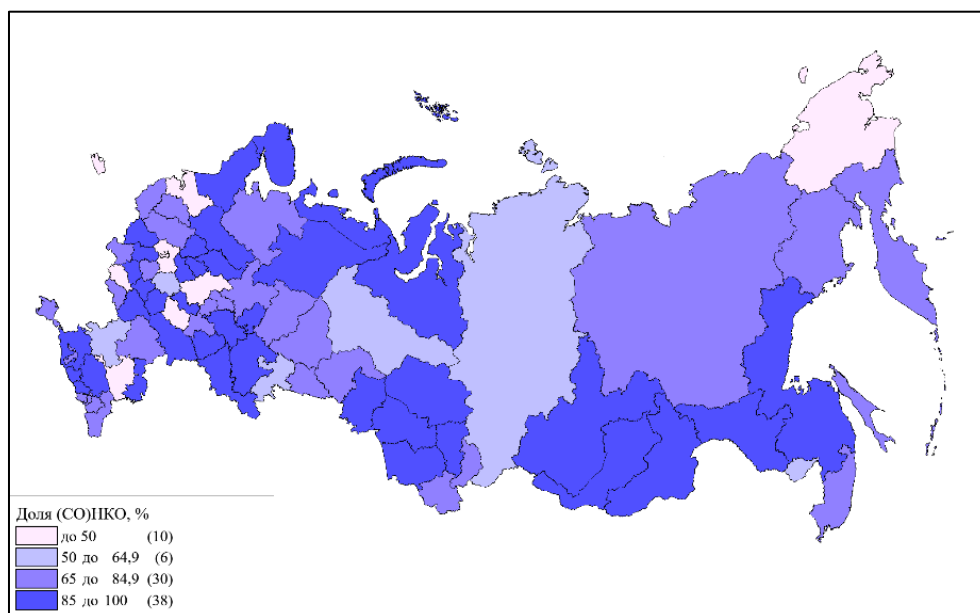 Доля (СО)НКО, %
до 50 (10)
50 до 64,9 (6)
65 до 84,9 (30)
85 до 100 (38)